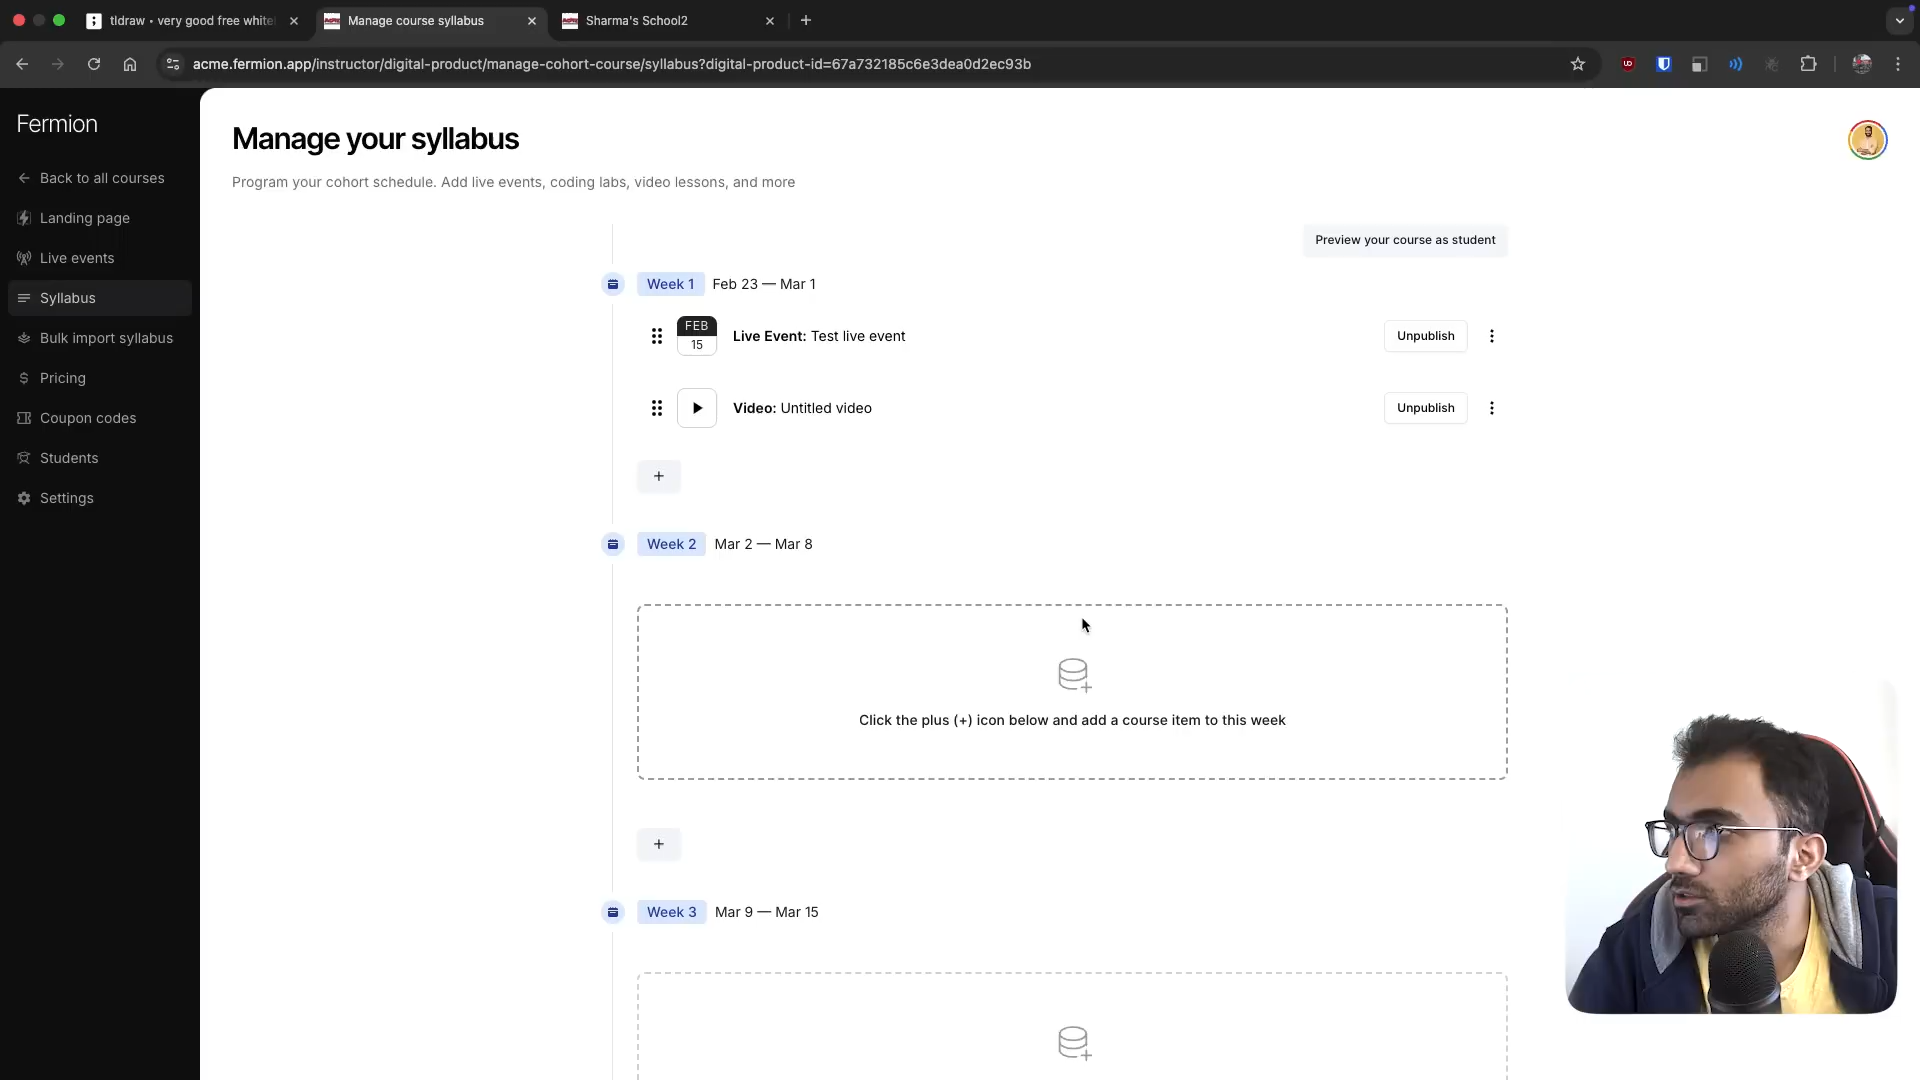 tldraw • very good free white
Manage course syllabus
Sharma's School2
acme.fermion.app/instructor/digital-product/manage-cohort-course/syllabus?digital-product-id=67a732185c6e3dea0d2ec93b
Fermion
Back to all courses
Landing page
Live events
Syllabus
Bulk import syllabus
Pricing
Coupon codes
Students
Settings
Manage your syllabus
Program your cohort schedule. Add live events, coding labs, video lessons, and more
Preview your course as student
Week 1 Feb 23 — Mar 1
FEB
15
Live Event: Test live event
Unpublish
Video: Untitled video
Unpublish
+
Week 2 Mar 2 — Mar 8
Click the plus (+) icon below and add a course item to this week
+
Week 3 Mar 9 — Mar 15